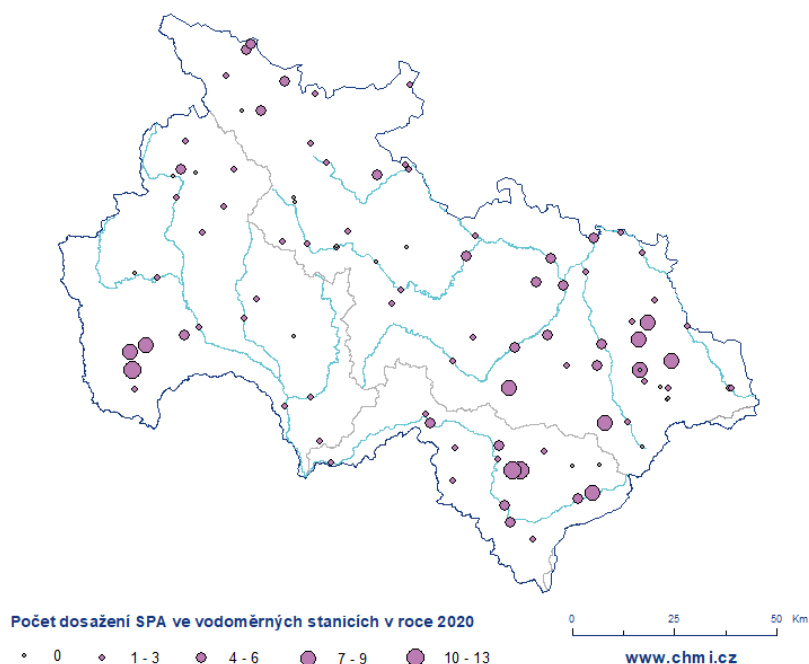 Počet dosažení SPA ve vodoměrných stanicích v roce 2020
0 25 50 Km
0 1 - 3 4 - 6 7 - 9 10 - 13
www.chmi.cz